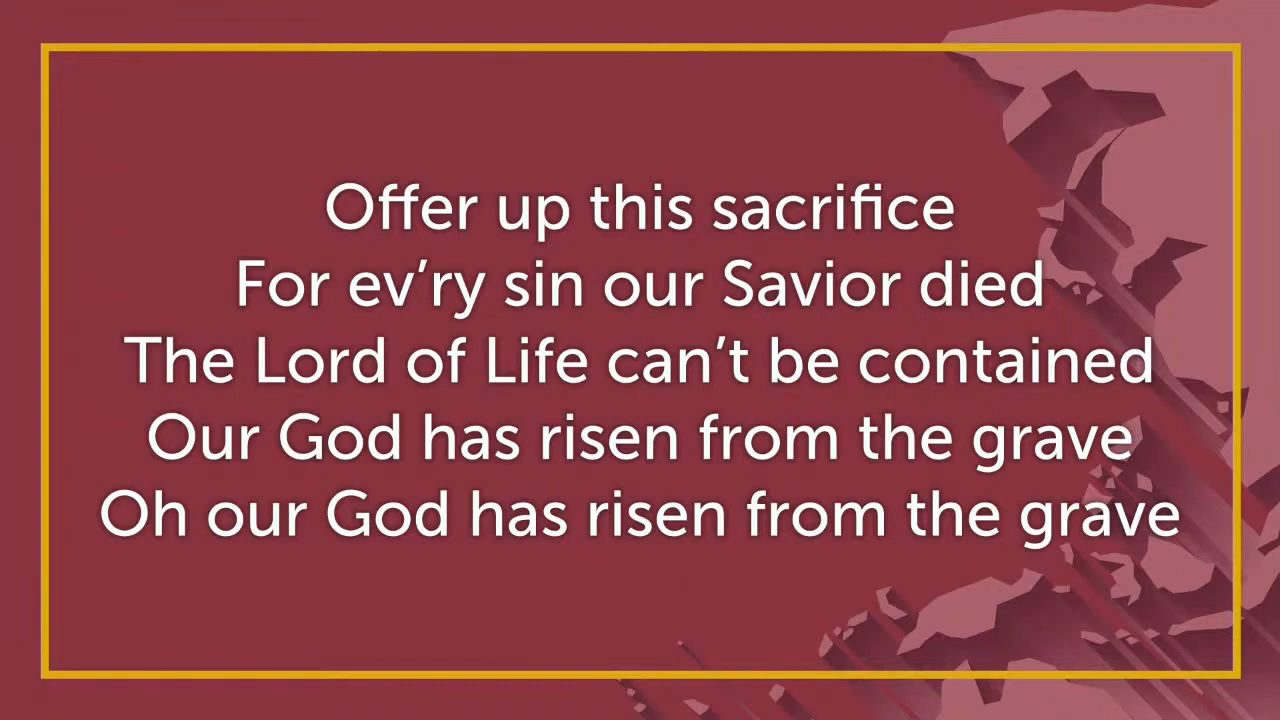 Offer up this sacrifice
For ev’ry sin our Savior died
The Lord of Life can’t be contained
Our God has risen from the grave
Oh our God has risen from the grave